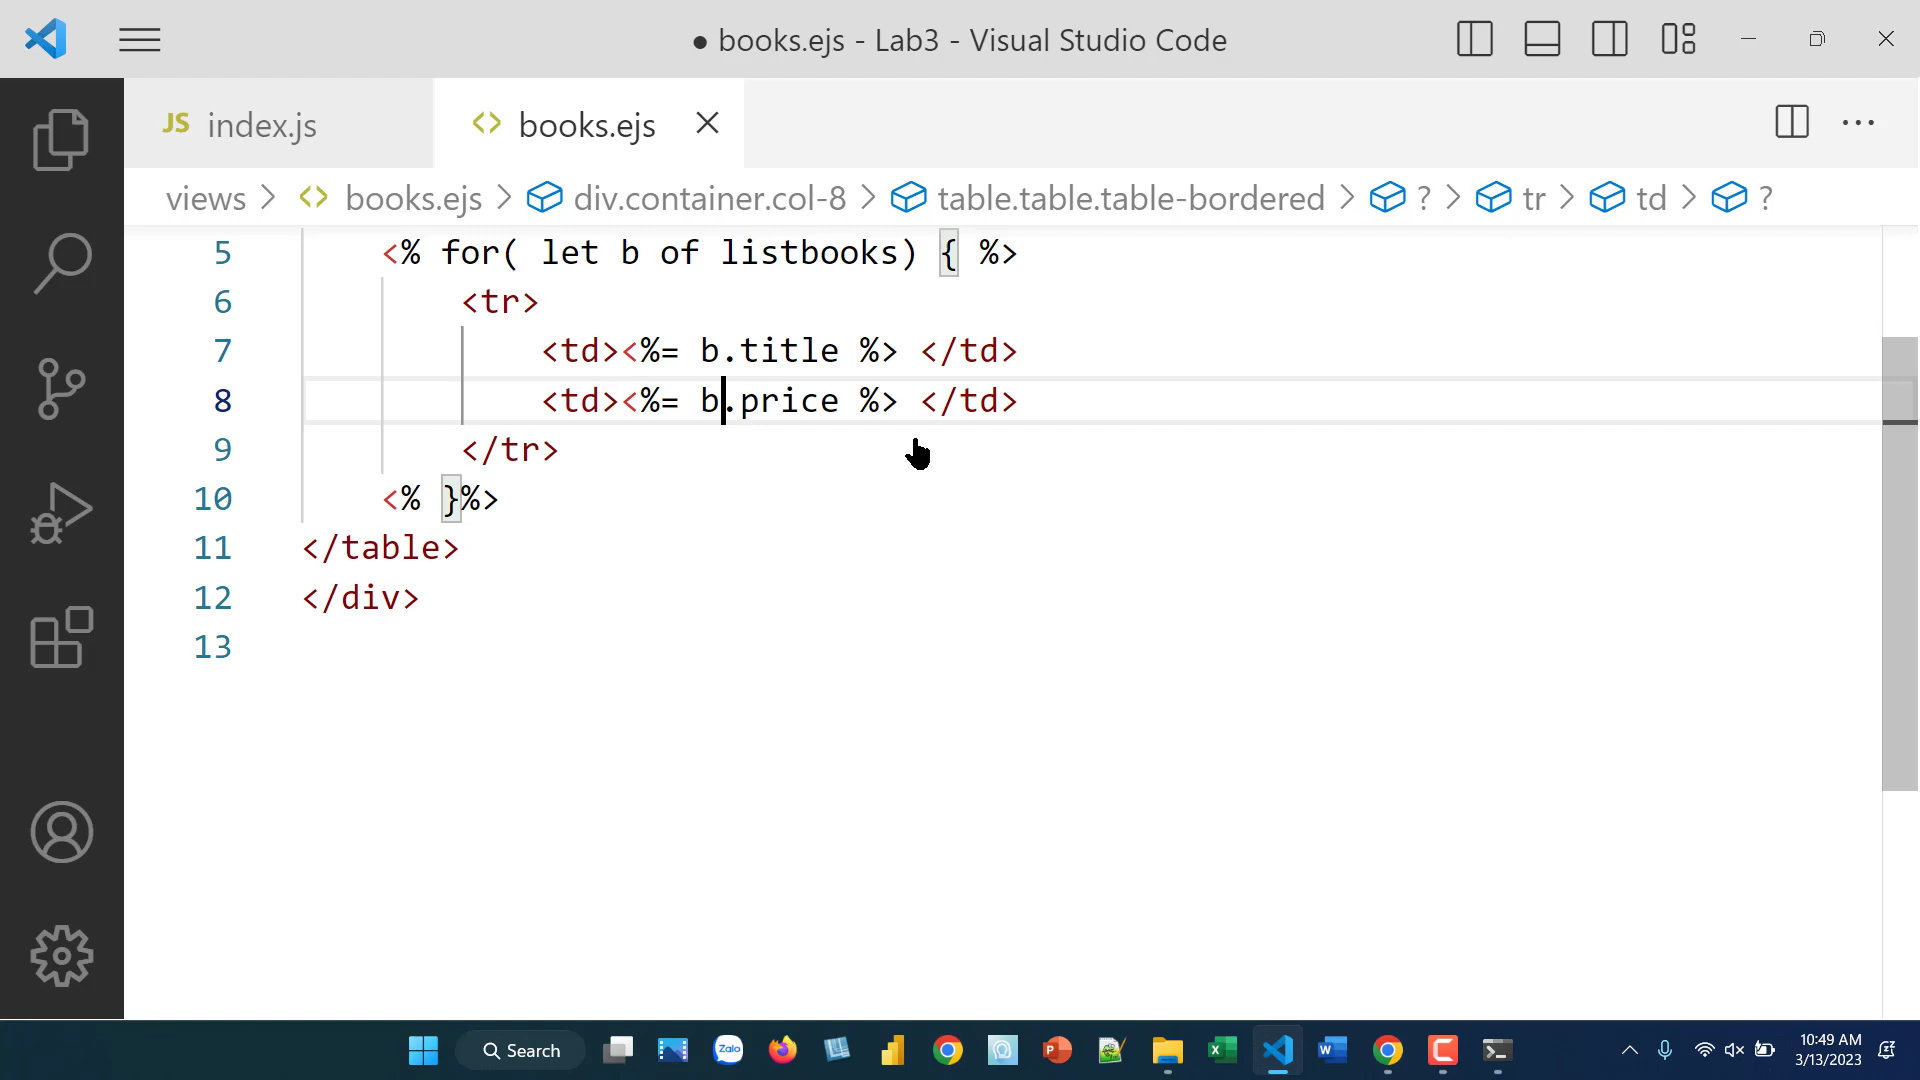 ● books.ejs - Lab3 - Visual Studio Code
JS index.js
<> books.ejs
views > <> books.ejs > div.container.col-8 > table.table.table-bordered > ? > tr > td > ?
5 <% for( let b of listbooks) { %>
6 <tr>
7 <td><%= b.title %> </td>
8 <td><%= b.price %> </td>
9 </tr>
10 <% }%>
11 </table>
12 </div>
13
Search
Zalo
10:49 AM
3/13/2023